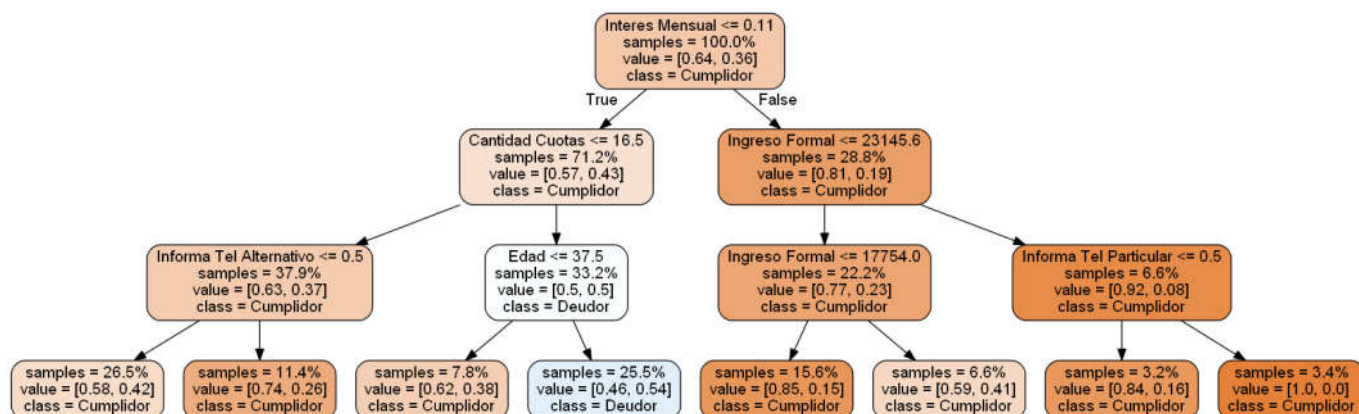 Interes Mensual <= 0.11
samples = 100.0%
value = [0.64, 0.36]
class = Cumplidor
True
False
Cantidad Cuotas <= 16.5
samples = 71.2%
value = [0.57, 0.43]
class = Cumplidor
Ingreso Formal <= 23145.6
samples = 28.8%
value = [0.81, 0.19]
class = Cumplidor
Informa Tel Alternativo <= 0.5
samples = 37.9%
value = [0.63, 0.37]
class = Cumplidor
Edad <= 37.5
samples = 33.2%
value = [0.5, 0.5]
class = Deudor
Ingreso Formal <= 17754.0
samples = 22.2%
value = [0.77, 0.23]
class = Cumplidor
Informa Tel Particular <= 0.5
samples = 6.6%
value = [0.92, 0.08]
class = Cumplidor
samples = 26.5%
value = [0.58, 0.42]
class = Cumplidor
samples = 11.4%
value = [0.74, 0.26]
class = Cumplidor
samples = 7.8%
value = [0.62, 0.38]
class = Cumplidor
samples = 25.5%
value = [0.46, 0.54]
class = Deudor
samples = 15.6%
value = [0.85, 0.15]
class = Cumplidor
samples = 6.6%
value = [0.59, 0.41]
class = Cumplidor
samples = 3.2%
value = [0.84, 0.16]
class = Cumplidor
samples = 3.4%
value = [1.0, 0.0]
class = Cumplidor